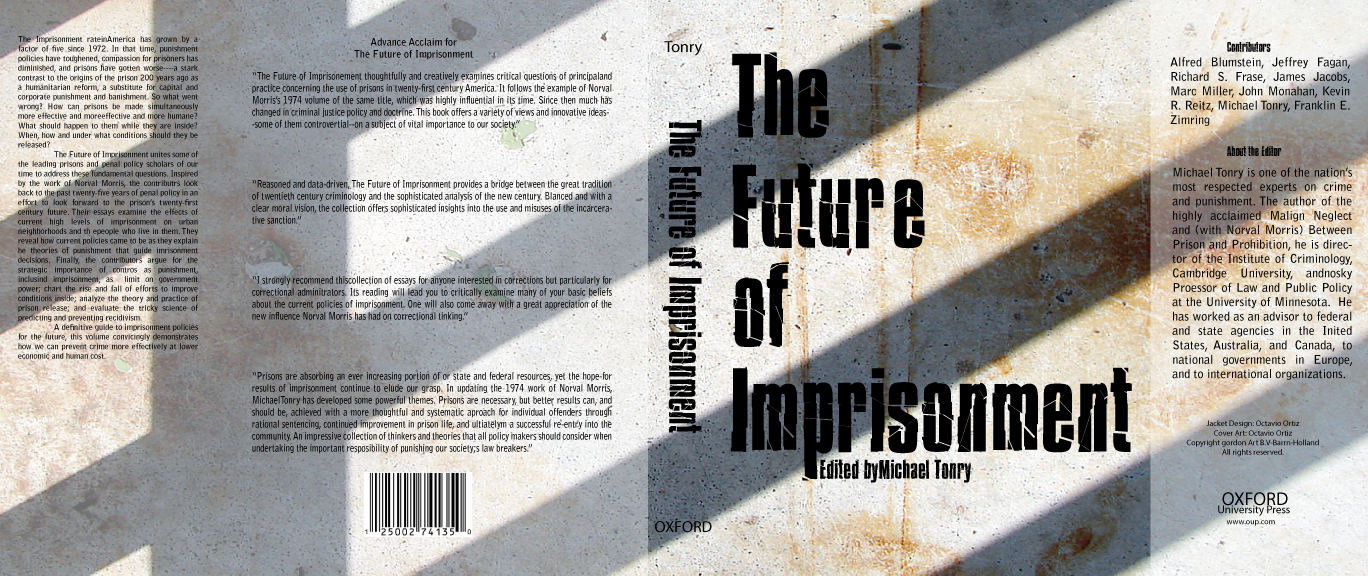 The Imprisonment rateinAmerica has grown by a
factor of five since 1972. In that time, punishment
policies have toughened, compassion for prisoners has
diminished, and prisons have gotten worse---a stark
contrast to the origins of the prison 200 years ago as
a humanitarian reform, a substitute for capital and
corporate punishment and banishment. So what went
wrong? How can prisons be made simultaneously
more effective and moreeffective and more humane?
What should happen to them while they are inside?
When, how and under what conditions should they be
released?
The Future of Imprisonment unites some of
the leading prisons and penal policy scholars of our
time to address these fundamental questions. Inspired
by the work of Norval Morris, the contributrs look
back to the past twenty-five years of penal policy in an
effort to look forward to the prison's twenty-first
century future. Their essays examine the effects of
current high levels of imprisonment on urban
neighborhoods and th epeople who live in them. They
reveal how current policies came to be as they explain
he theories of punishment that guide imrisonment
decisions. Finally, the contributors argue for the
strategic importance of contros as punishment,
inclusind imprisonment, as limit on government
power; chart the rise and fall of efforts to improve
conditions inside; analyze the theory and practice of
prison release; and evaluate the tricky science of
predicting and preventing recidivism.
A definitive guide to imprisonment policies
for the future, this volume convicingly demonstrates
how we can prevent crime more effectively at lower
economic and human cost.
Advance Acclaim for
The Future of Imprisonment
"The Future of Imprisonement thoughtfully and creatively examines critical questions of principaland
practice concerning the use of prisons in twenty-first century America. It follows the example of Norval
Morris's 1974 volume of the same title, which was highly influential in its time. Since then much has
changed in criminal justice policy and doctrine. This book offers a variety of views and innovative ideas-
-some of them controvertial--on a subject of vital importance to our society."
"Reasoned and data-driven, The Future of Imprisonment provides a bridge between the great tradition
of twentieth century criminology and the sophisticated analysis of the new century. Blanced and with a
clear moral vision, the collection offers sophisticated insights into the use and misuses of the incarcera-
tive sanction."
"I strongly recommend thiscollection of essays for anyone interested in corrections but particularly for
correctional adminitrators. Its reading will lead you to critically examine many of your basic beliefs
about the current policies of imprisonment. One will also come away with a great appreciation of the
new influence Norval Morris has had on correctional tinking."
"Prisons are absorbing an ever increasing portion of or state and federal resources, yet the hope-for
results of imprisonment continue to elude our grasp. In updating the 1974 work of Norval Morris,
MichaelTonry has developed some powerful themes. Prisons are necessary, but better results can, and
should be, achieved with a more thoughtful and systematic aproach for individual offenders through
rational sentencing, continued improvement in prison life, and ultiatelym a successful re-entry into the
community. An impressive collection of thinkers and theories that all policy makers should consider when
undertaking the important resposibility of punishing our society;s law breakers."
1 25002 74135 0
Tonry
The Future of Imprisonment
OXFORD
The
Future
of
Imprisonment
Edited byMichael Tonry
Contributors
Alfred Blumstein, Jeffrey Fagan,
Richard S. Frase, James Jacobs,
Marc Miller, John Monahan, Kevin
R. Reitz, Michael Tonry, Franklin E.
Zimring
About the Editor
Michael Tonry is one of the nation's
most respected experts on crime
and punishment. The author of the
highly acclaimed Malign Neglect
and (with Norval Morris) Between
Prison and Prohibition, he is direc-
tor of the Institute of Criminology,
Cambridge University, andnosky
Proessor of Law and Public Policy
at the University of Minnesota. He
has worked as an advisor to federal
and state agencies in the Inited
States, Australia, and Canada, to
national governments in Europe,
and to international organizations.
Jacket Design: Octavio Ortiz
Cover Art: Octavio Ortiz
Copyright gordon Art B.V-Barrn-Holland
All rights reserved.
OXFORD
University Press
www.oup.com